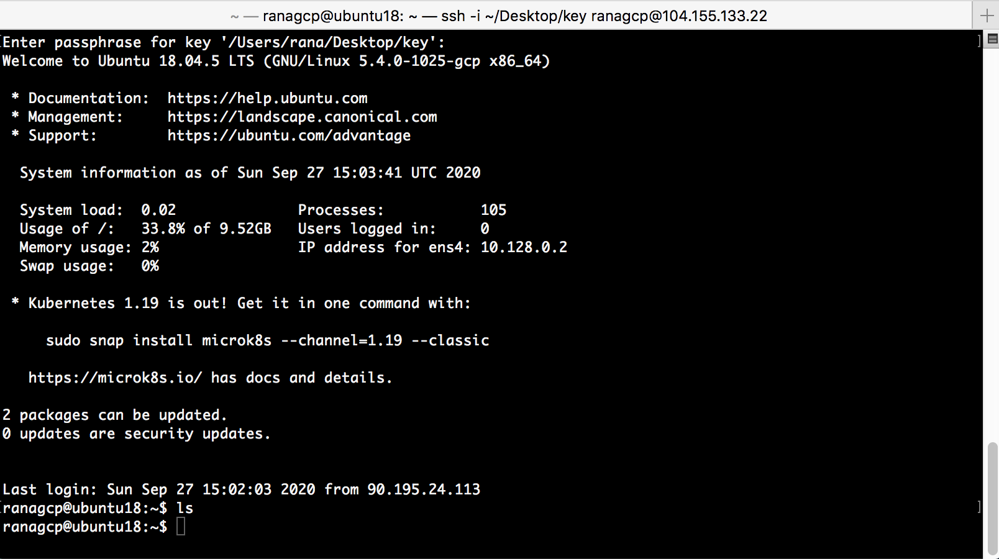 ~ — ranagcp@ubuntu18: ~ — ssh -i ~/Desktop/key ranagcp@104.155.133.22
Enter passphrase for key '/Users/rana/Desktop/key':
Welcome to Ubuntu 18.04.5 LTS (GNU/Linux 5.4.0-1025-gcp x86_64)
* Documentation:  https://help.ubuntu.com
* Management:     https://landscape.canonical.com
* Support:        https://ubuntu.com/advantage
System information as of Sun Sep 27 15:03:41 UTC 2020
System load:  0.02              Processes:           105
Usage of /:   33.8% of 9.52GB   Users logged in:     0
Memory usage: 2%                IP address for ens4: 10.128.0.2
Swap usage:   0%
* Kubernetes 1.19 is out! Get it in one command with:
sudo snap install microk8s --channel=1.19 --classic
https://microk8s.io/ has docs and details.
2 packages can be updated.
0 updates are security updates.
Last login: Sun Sep 27 15:02:03 2020 from 90.195.24.113
ranagcp@ubuntu18:~$ ls
ranagcp@ubuntu18:~$